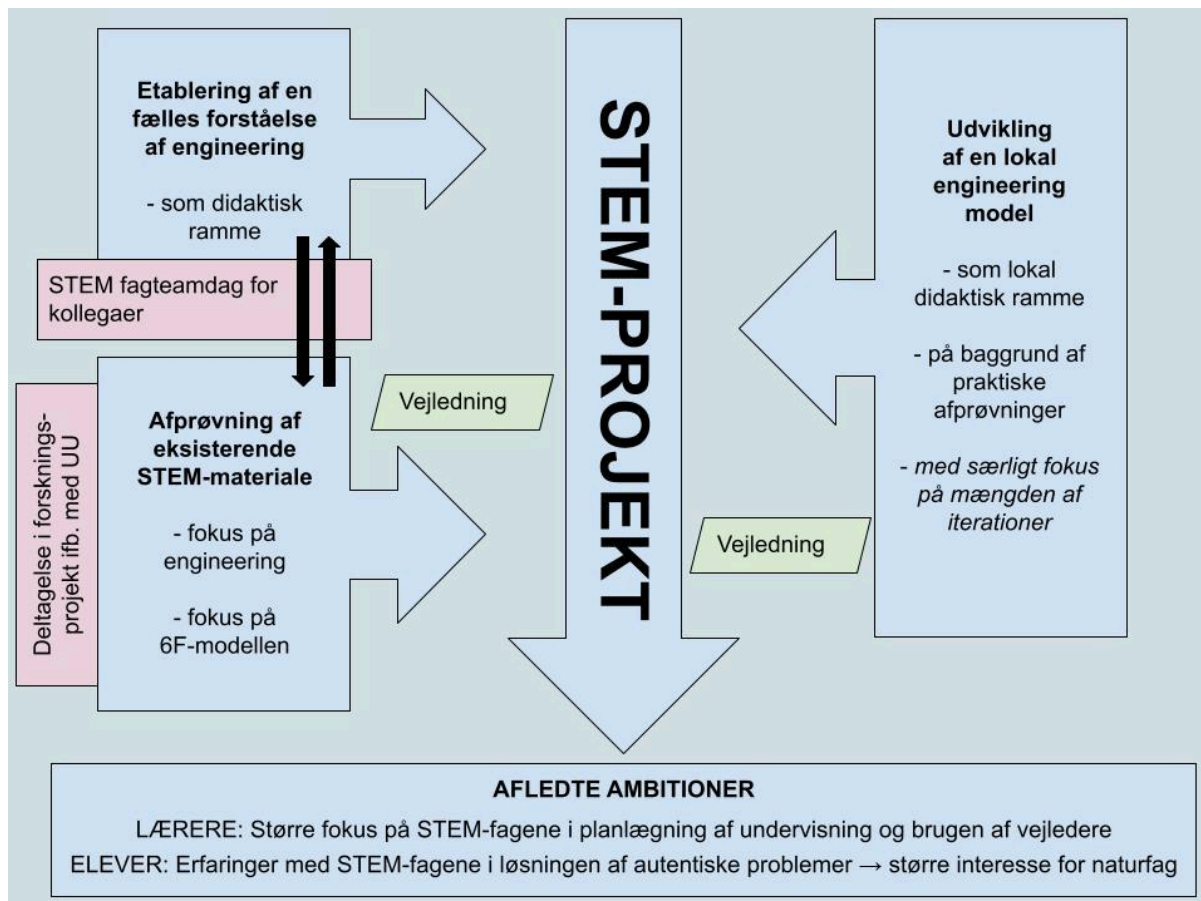 Etablering af en
fælles forståelse
af engineering
- som didaktisk
ramme
STEM fagteamdag for
kollegaer
Deltagelse i forsknings-
projekt ifb. med UU
Afprøvning af
eksisterende
STEM-materiale
- fokus på
engineering
- fokus på
6F-modellen
Vejledning
STEM-PROJEKT
Vejledning
Udvikling
af en lokal
engineering
model
- som lokal
didaktisk ramme
- på baggrund af
praktiske
afprøvninger
- med særligt fokus
på mængden af
iterationer
AFLEDTE AMBITIONER
LÆRERE: Større fokus på STEM-fagene i planlægning af undervisning og brugen af vejledere
ELEVER: Erfaringer med STEM-fagene i løsningen af autentiske problemer → større interesse for naturfag